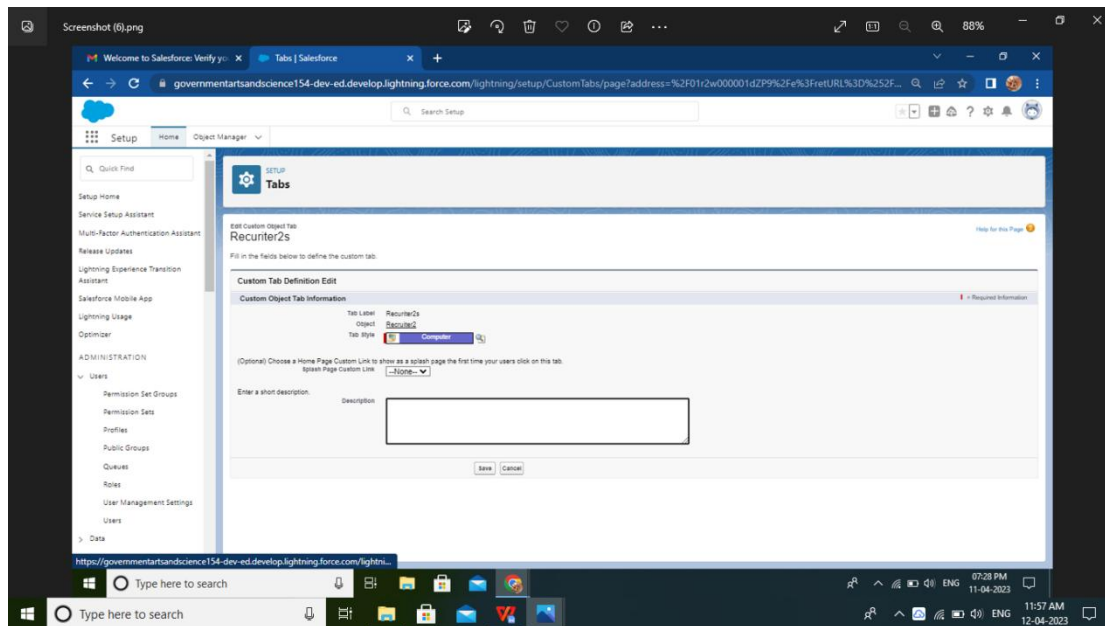 Screenshot (6).png
88%
Welcome to Salesforce: Verify yo
Tabs | Salesforce
governmentartsandscience154-dev-ed.develop.lightning.force.com/lightning/setup/CustomTabs/page?address=%2F01r2w000001dZP9%2Fe%3FretURL%3D%252F...
Search Setup
Setup
Home
Object Manager
Quick Find
Setup Home
Service Setup Assistant
Multi-Factor Authentication Assistant
Release Updates
Lightning Experience Transition
Assistant
Salesforce Mobile App
Lightning Usage
Optimizer
ADMINISTRATION
Users
Permission Set Groups
Permission Sets
Profiles
Public Groups
Queues
Roles
User Management Settings
Users
Data
SETUP
Tabs
Edit Custom Object Tab
Recuriter2s
Help for this Page
Fill in the fields below to define the custom tab.
Custom Tab Definition Edit
Custom Object Tab Information
= Required Information
Tab Label Recuriter2s
Object Recruiter2
Tab Style Computer
(Optional) Choose a Home Page Custom Link to show as a splash page the first time your users click on this tab.
Splash Page Custom Link --None--
Enter a short description.
Description
Save Cancel
https://governmentartsandscience154-dev-ed.develop.lightning.force.com/lightni...
Type here to search
ENG
07:28 PM
11-04-2023
Type here to search
ENG
11:57 AM
12-04-2023